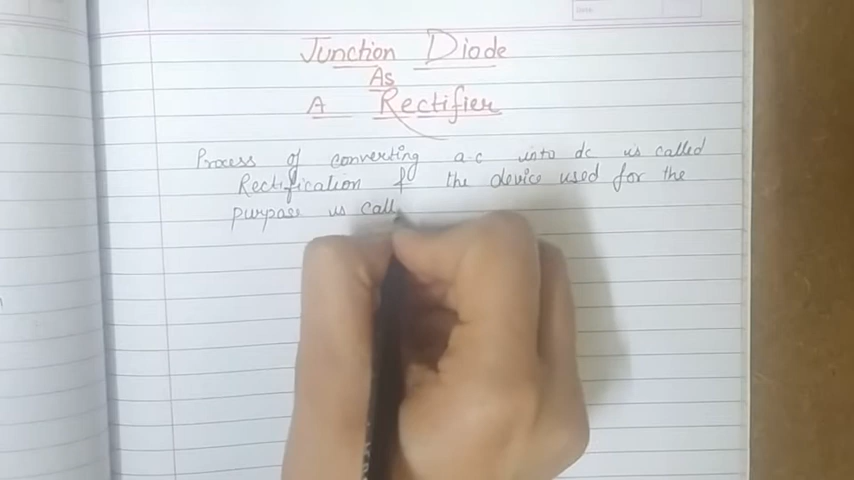 Junction Diode
As
A Rectifier
Process of converting a.c into dc is called
Rectification & the device used for the
purpose is call